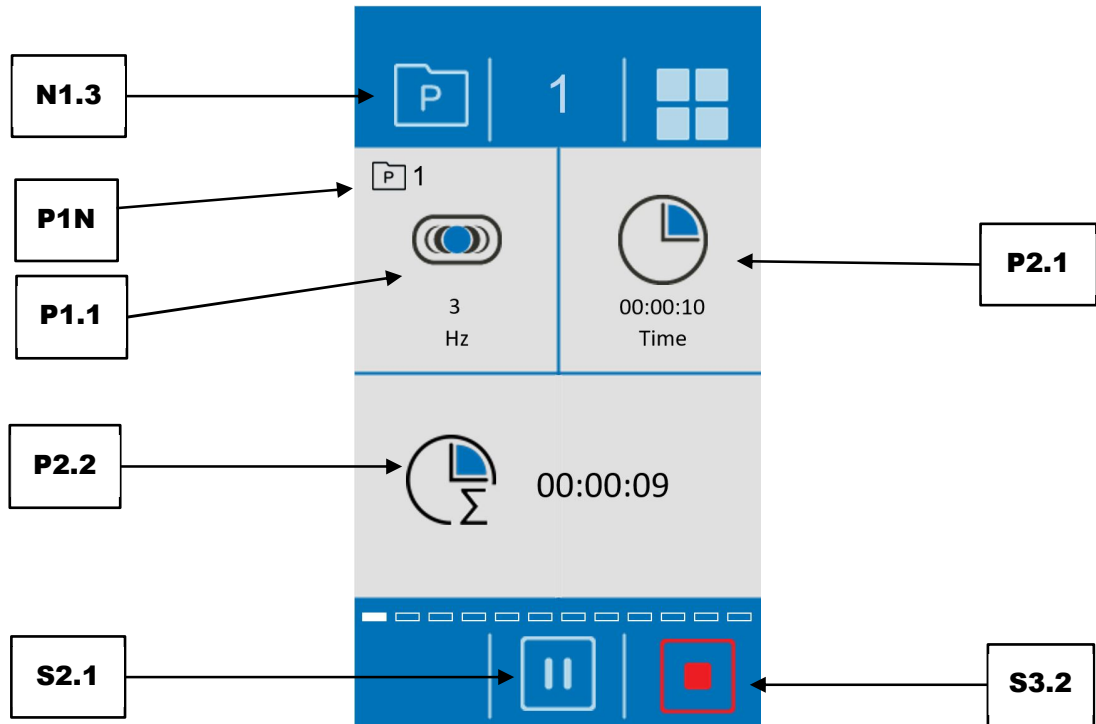 N1.3
P
1
P1N
P 1
P1.1
3
Hz
00:00:10
Time
P2.1
P2.2
Σ
00:00:09
S2.1
S3.2